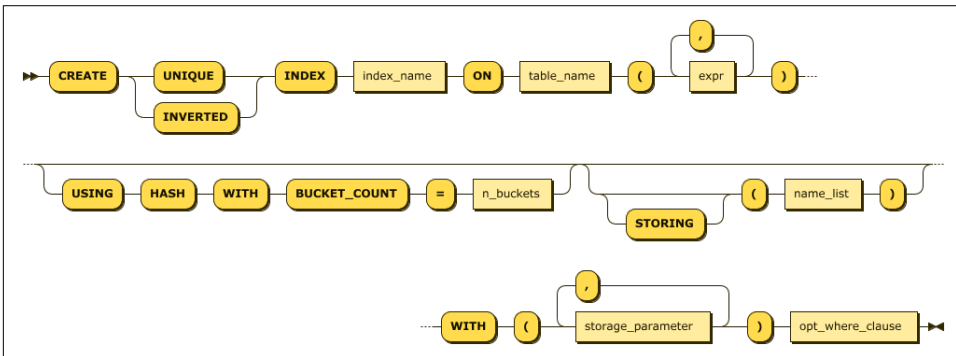 ,
CREATE UNIQUE INDEX index_name ON table_name ( expr )
INVERTED
USING HASH WITH BUCKET_COUNT = n_buckets ( name_list )
STORING
,
WITH ( storage_parameter ) opt_where_clause